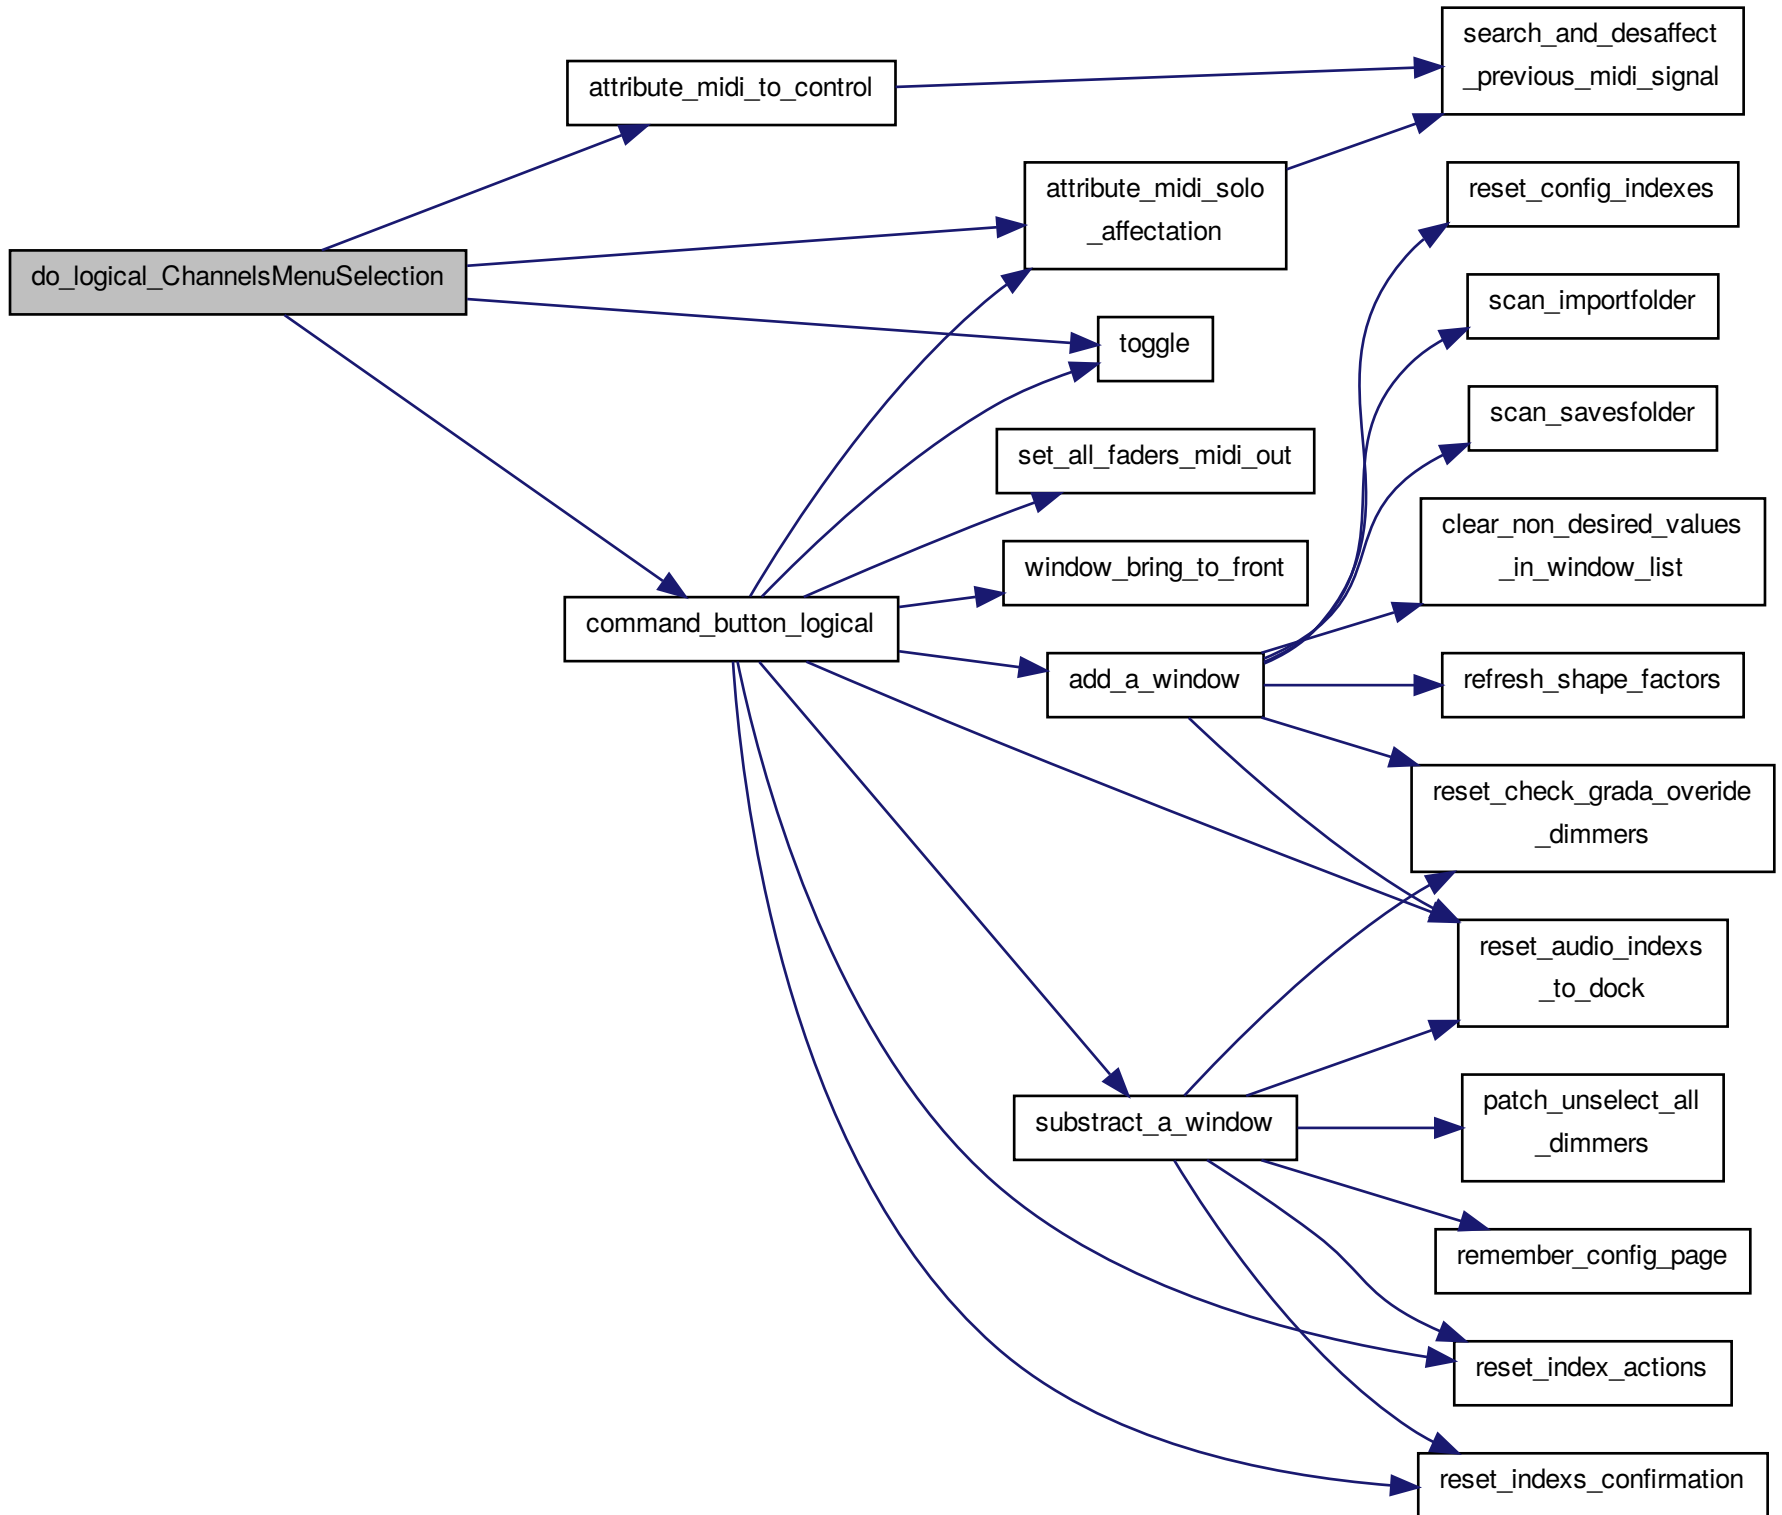 do_logical_ChannelsMenuSelection
attribute_midi_to_control
command_button_logical
attribute_midi_solo
_affectation
toggle
set_all_faders_midi_out
window_bring_to_front
add_a_window
substract_a_window
search_and_desaffect
_previous_midi_signal
reset_config_indexes
scan_importfolder
scan_savesfolder
clear_non_desired_values
_in_window_list
refresh_shape_factors
reset_check_grada_overide
_dimmers
reset_audio_indexs
_to_dock
patch_unselect_all
_dimmers
remember_config_page
reset_index_actions
reset_indexs_confirmation